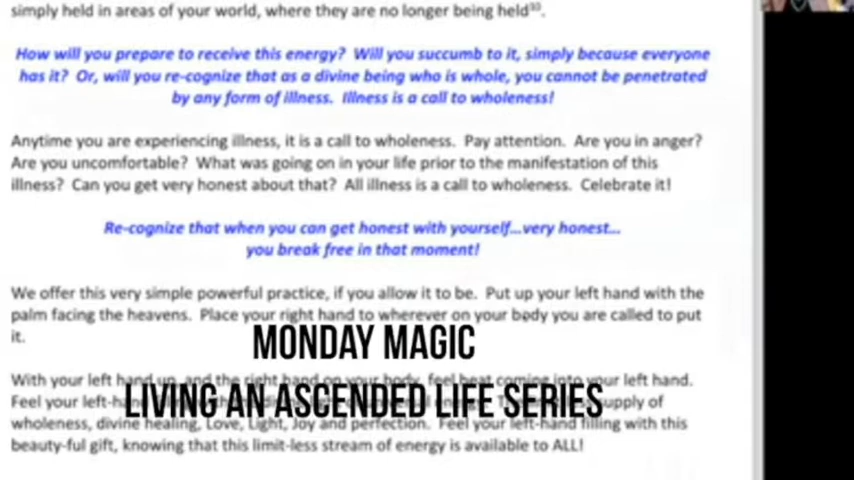 simply held in areas of your world, where they are no longer being held¹⁰.
How will you prepare to receive this energy?  Will you succumb to it, simply because everyone
has it?  Or, will you re-cognize that as a divine being who is whole, you cannot be penetrated
by any form of illness.  Illness is a call to wholeness!
Anytime you are experiencing illness, it is a call to wholeness.  Pay attention.  Are you in anger?
Are you uncomfortable?  What was going on in your life prior to the manifestation of this
illness?  Can you get very honest about that?  All illness is a call to wholeness.  Celebrate it!
Re-cognize that when you can get honest with yourself...very honest...
you break free in that moment!
We offer this very simple powerful practice, if you allow it to be.  Put up your left hand with the
palm facing the heavens.  Place your right hand to wherever on your body you are called to put
it.
MONDAY MAGIC
With your left hand up, and the right hand on your body, feel heat coming into your left hand.
Feel your left-hand supply of
LIVING AN ASCENDED LIFE SERIES
wholeness, divine healing, Love, Light, Joy and perfection.  Feel your left-hand filling with this
beauty-ful gift, knowing that this limit-less stream of energy is available to ALL!